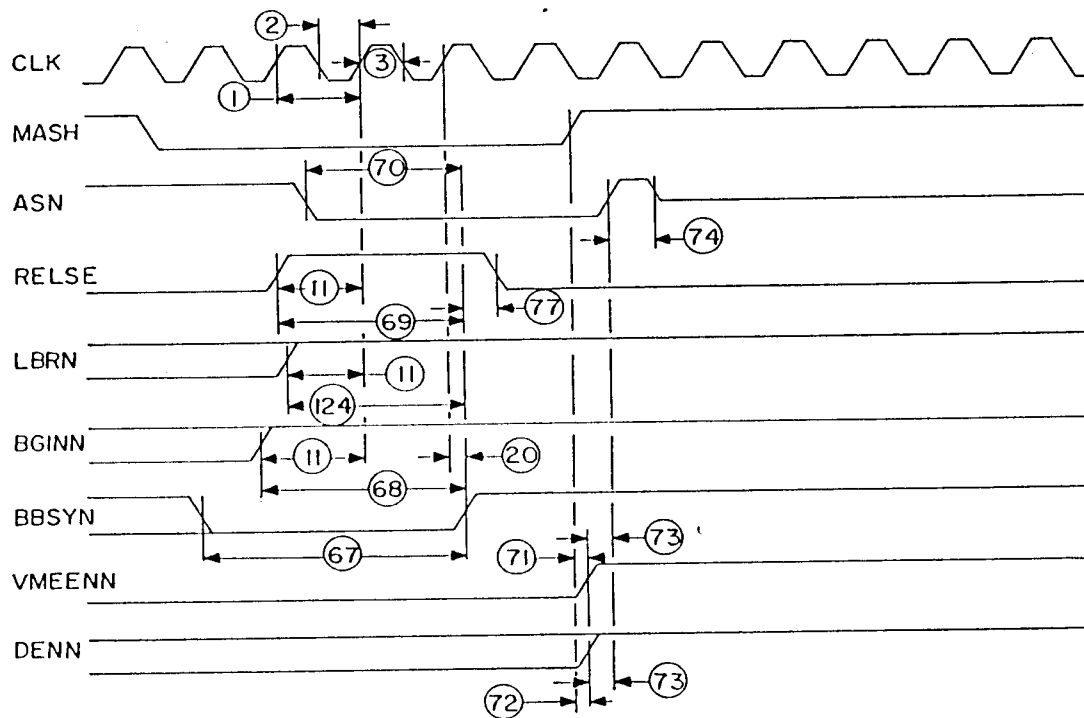 2
CLK
3
1
MASH
70
ASN
74
RELSE
11
77
69
LBRN
11
124
BGINN
11
20
68
BBSYN
73
67
71
VMEENN
DENN
73
72